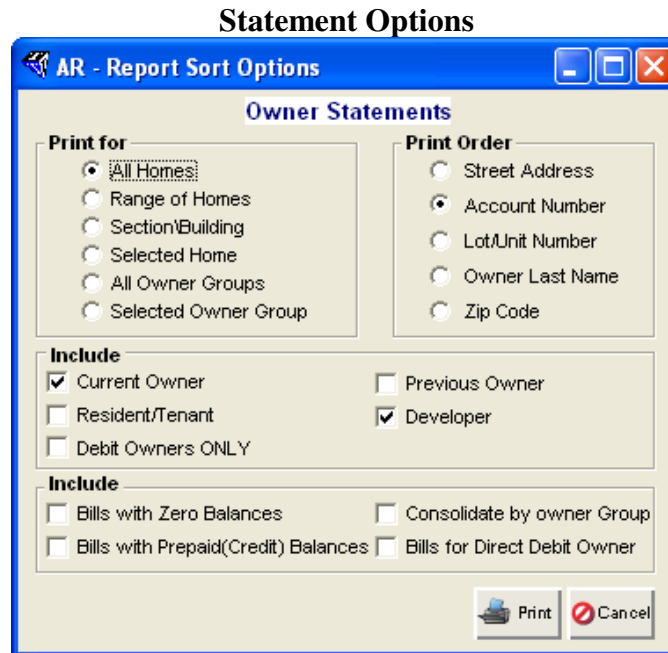 Statement Options
AR - Report Sort Options
Owner Statements
Print for
All Homes
Range of Homes
Section\Building
Selected Home
All Owner Groups
Selected Owner Group
Print Order
Street Address
Account Number
Lot/Unit Number
Owner Last Name
Zip Code
Include
Current Owner
Previous Owner
Resident/Tenant
Developer
Debit Owners ONLY
Include
Bills with Zero Balances
Consolidate by owner Group
Bills with Prepaid(Credit) Balances
Bills for Direct Debit Owner
Print
Cancel